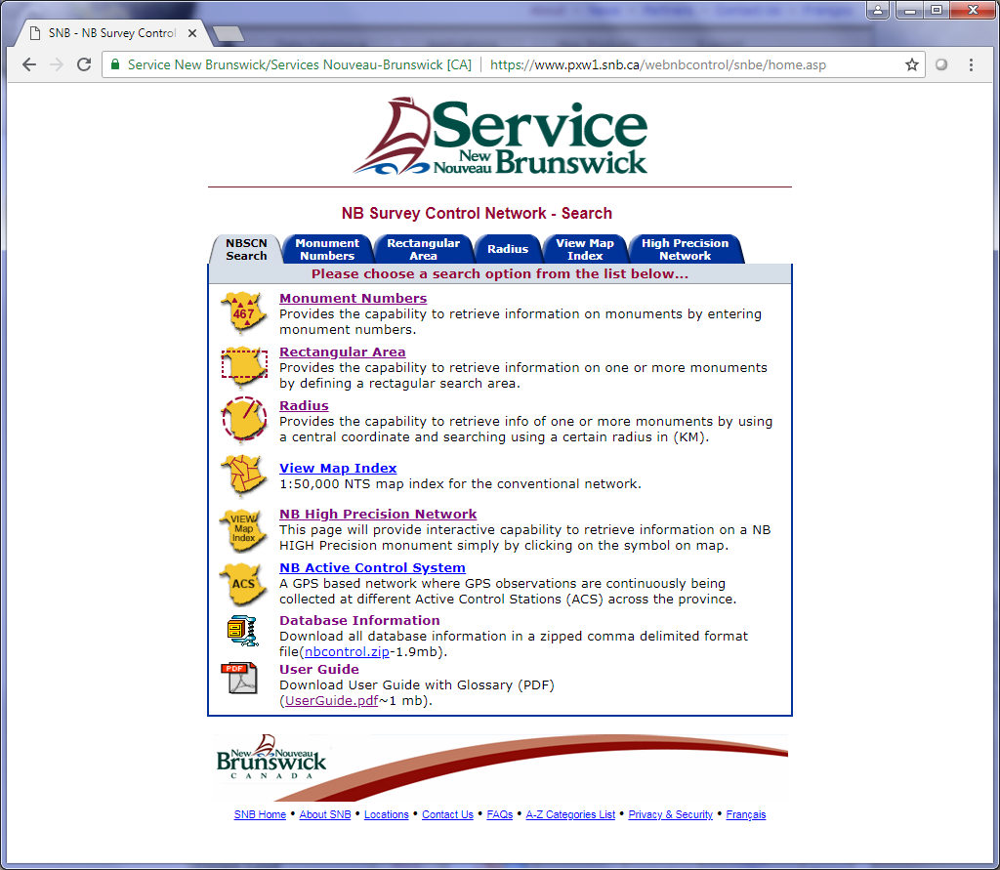 SNB - NB Survey Control
Service New Brunswick/Services Nouveau-Brunswick [CA] | https://www.pxw1.snb.ca/webnbcontrol/snbe/home.asp
Service
New
Nouveau Brunswick
NB Survey Control Network - Search
NBSCN Search
Monument Numbers
Rectangular Area
Radius
View Map Index
High Precision Network
Please choose a search option from the list below...
467
Monument Numbers
Provides the capability to retrieve information on monuments by entering
monument numbers.
Rectangular Area
Provides the capability to retrieve information on one or more monuments
by defining a rectagular search area.
Radius
Provides the capability to retrieve info of one or more monuments by using
a central coordinate and searching using a certain radius in (KM).
View Map Index
1:50,000 NTS map index for the conventional network.
VIEW
Map
Index
NB High Precision Network
This page will provide interactive capability to retrieve information on a NB
HIGH Precision monument simply by clicking on the symbol on map.
ACS
NB Active Control System
A GPS based network where GPS observations are continuously being
collected at different Active Control Stations (ACS) across the province.
Database Information
Download all database information in a zipped comma delimited format
file(nbcontrol.zip-1.9mb).
PDF
User Guide
Download User Guide with Glossary (PDF)
(UserGuide.pdf~1 mb).
New Nouveau
Brunswick
CANADA
SNB Home • About SNB • Locations • Contact Us • FAQs • A-Z Categories List • Privacy & Security • Français